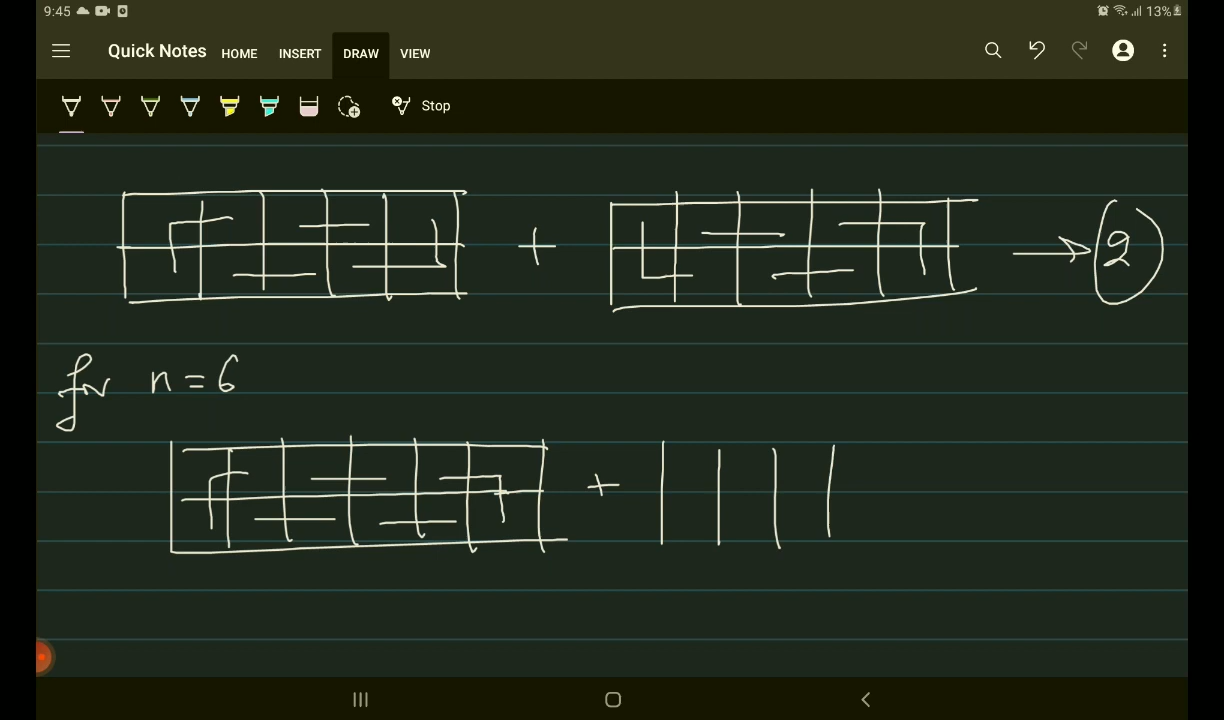 9:45 13%
Quick Notes HOME INSERT DRAW VIEW
Stop
+ 2
for n = 6
+